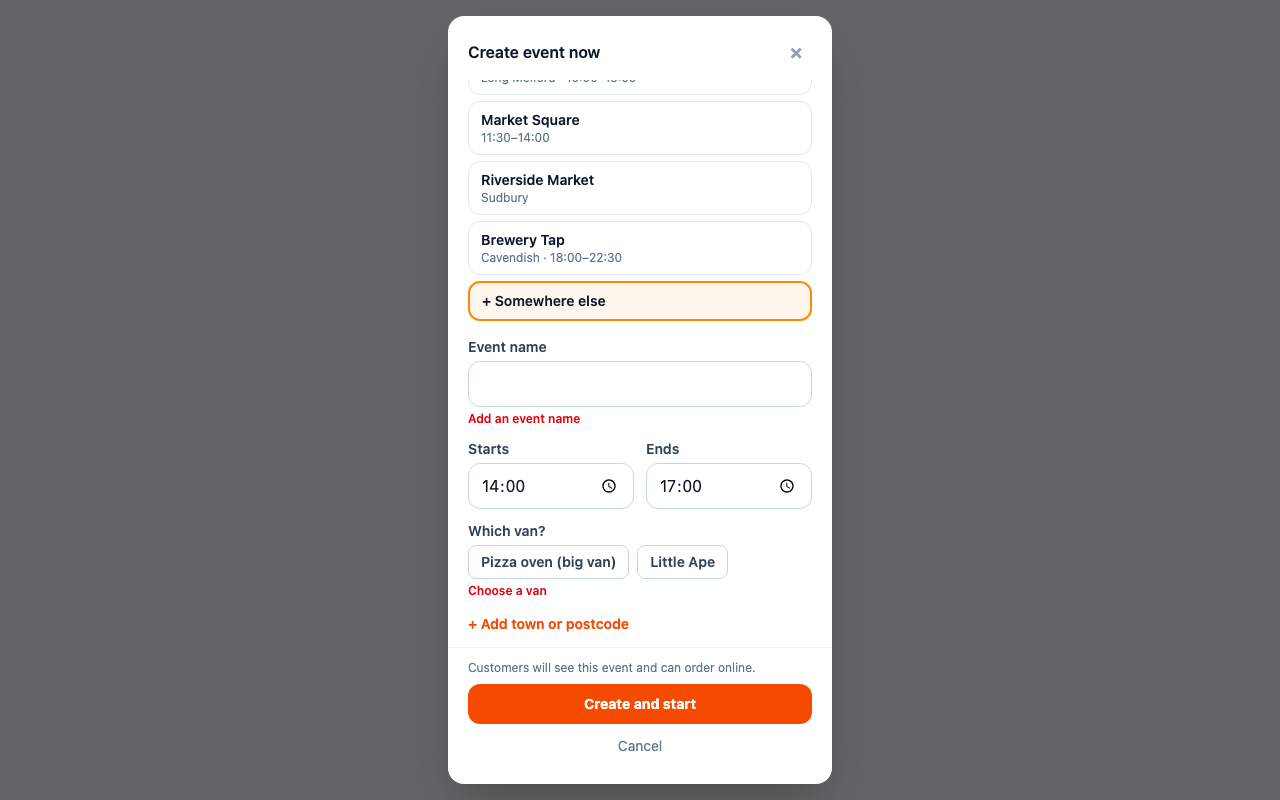 Create event now
Market Square
11:30–14:00
Riverside Market
Sudbury
Brewery Tap
Cavendish · 18:00–22:30
+ Somewhere else
Event name
Add an event name
Starts
Ends
14:00
17:00
Which van?
Pizza oven (big van)
Little Ape
Choose a van
+ Add town or postcode
Customers will see this event and can order online.
Create and start
Cancel